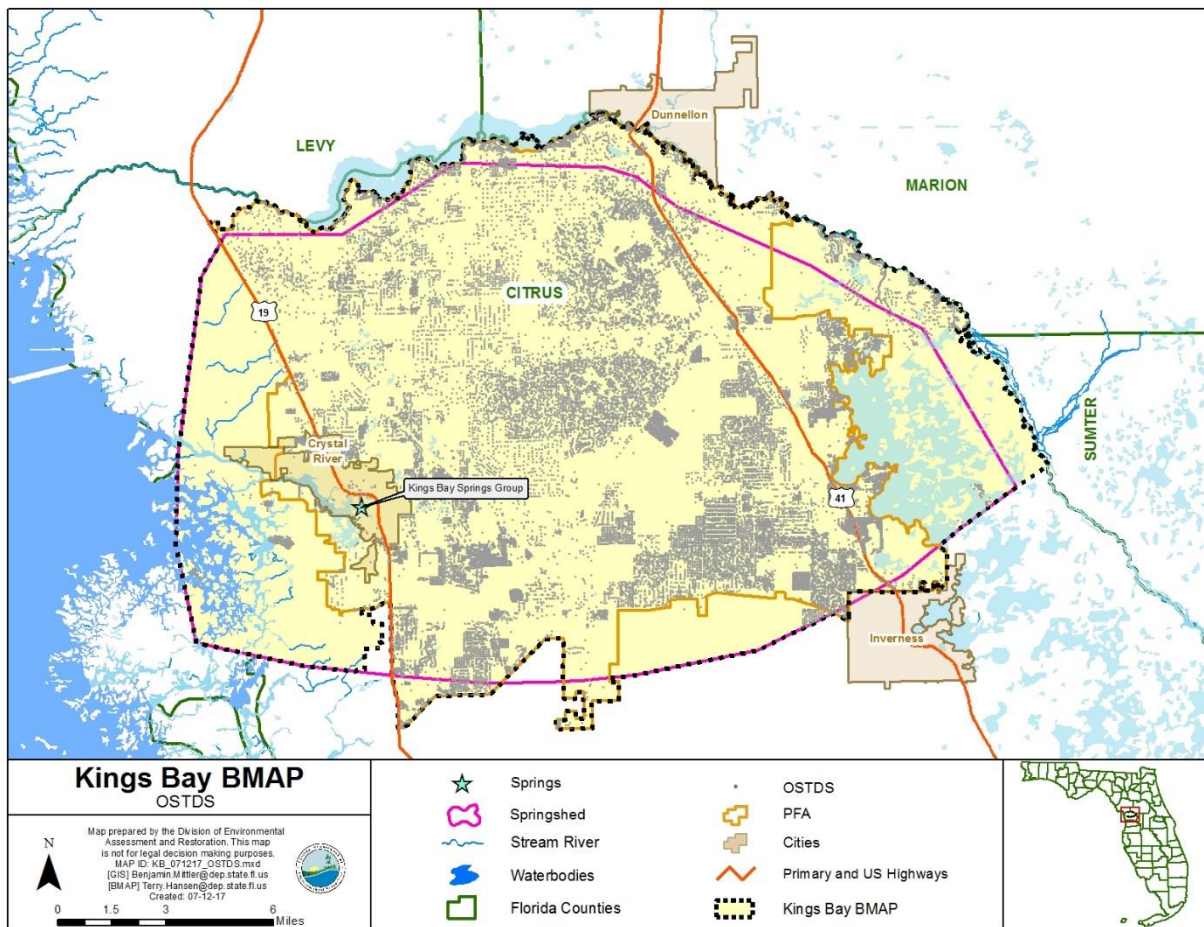 Dunnellon
LEVY
MARION
CITRUS
19
SUMTER
Crystal
River
Kings Bay Springs Group
41
Inverness
Kings Bay BMAP
OSTDS
Map prepared by the Division of Environmental
Assessment and Restoration. This map
is not for legal decision making purposes.
MAP ID: KB_071217_OSTDS.mxd
[GIS] Benjamin.Mittler@dep.state.fl.us
[BMAP] Terry.Hansen@dep.state.fl.us
Created: 07-12-17
N
0 1.5 3 6
Miles
Springs
Springshed
Stream River
Waterbodies
Florida Counties
OSTDS
PFA
Cities
Primary and US Highways
Kings Bay BMAP